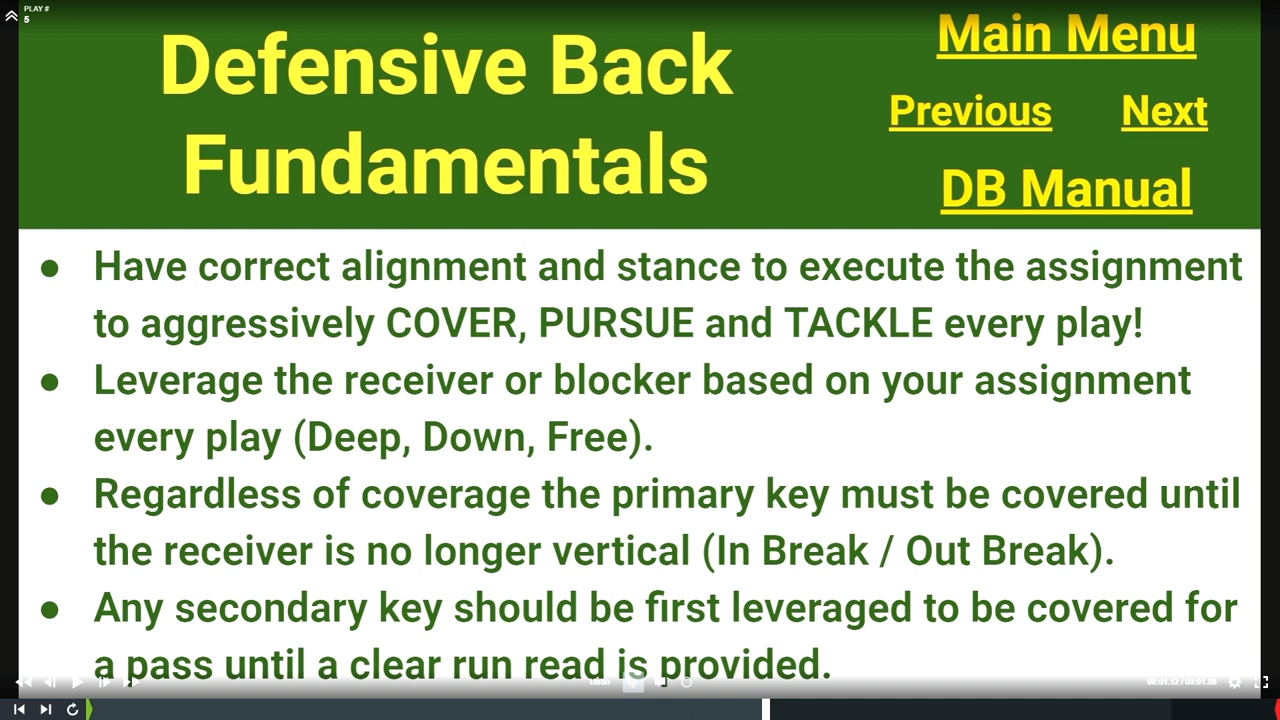 PLAY #
5
Defensive Back
Fundamentals
Main Menu
Previous Next
DB Manual
● Have correct alignment and stance to execute the assignment
to aggressively COVER, PURSUE and TACKLE every play!
● Leverage the receiver or blocker based on your assignment
every play (Deep, Down, Free).
● Regardless of coverage the primary key must be covered until
the receiver is no longer vertical (In Break / Out Break).
● Any secondary key should be first leveraged to be covered for
a pass until a clear run read is provided.